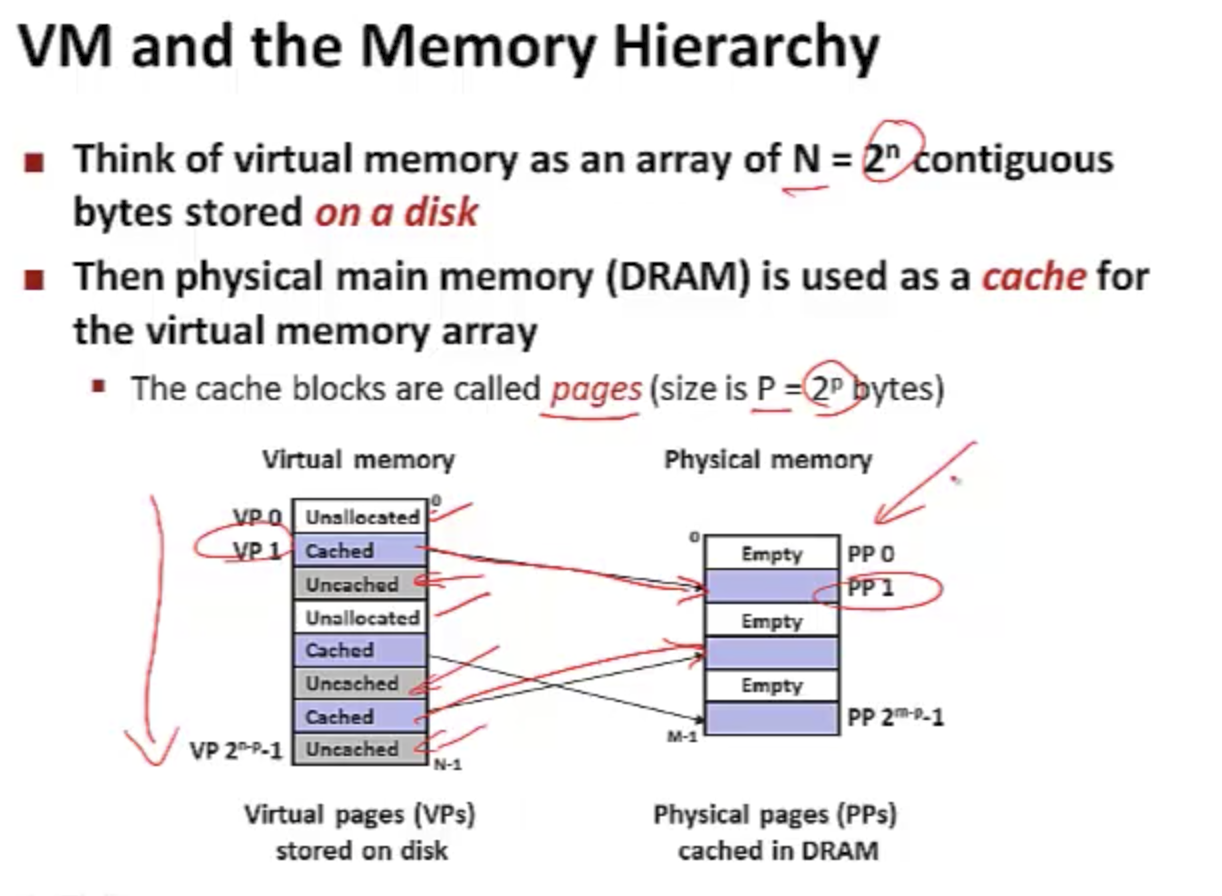 VM and the Memory Hierarchy
Think of virtual memory as an array of N = 2ⁿ contiguous
bytes stored on a disk
Then physical main memory (DRAM) is used as a cache for
the virtual memory array
The cache blocks are called pages (size is P = 2ᵖ bytes)
Virtual memory
Physical memory
0
VP 0 Unallocated
VP 1 Cached
Uncached
Unallocated
Cached
Uncached
Cached
VP 2ⁿ⁻ᵖ-1 Uncached
N-1
0
Empty PP 0
PP 1
Empty
Empty
PP 2ᵐ⁻ᵖ-1
M-1
Virtual pages (VPs)
stored on disk
Physical pages (PPs)
cached in DRAM